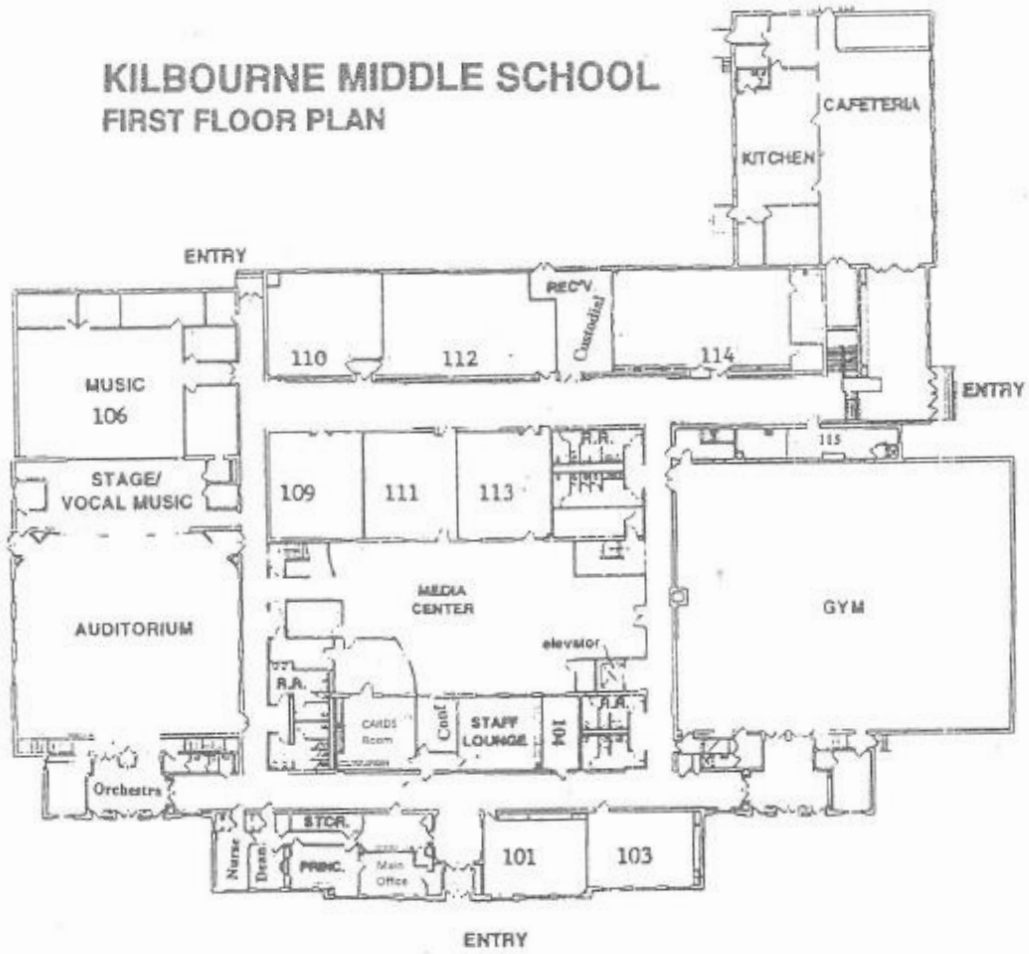 KILBOURNE MIDDLE SCHOOL
FIRST FLOOR PLAN
CAFETERIA
KITCHEN
ENTRY
REC'V.
Custodial
110
112
114
MUSIC
106
ENTRY
R.R.
115
STAGE/
VOCAL MUSIC
109
111
113
MEDIA
CENTER
GYM
AUDITORIUM
elevator
R.R.
CARDS
Room
Conf
STAFF
LOUNGE
104
R.R.
Orchestra
STOR.
Nurse
Dean
PRINC.
Main
Office
101
103
ENTRY